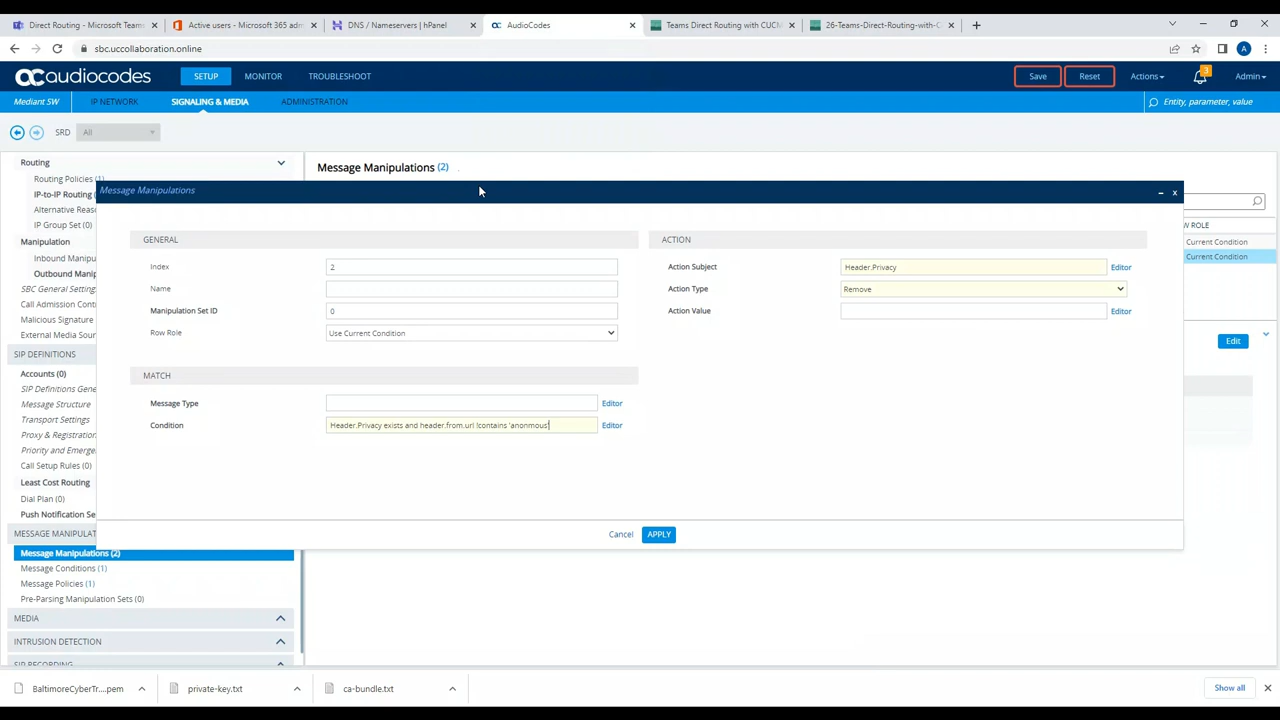 Direct Routing - Microsoft Teams
Active users - Microsoft 365 adm
DNS / Nameservers | hPanel
AudioCodes
Teams Direct Routing with CUCM
26-Teams-Direct-Routing-with-C
sbc.uccollaboration.online
A
audiocodes
SETUP
MONITOR
TROUBLESHOOT
Save
Reset
Actions
3
Admin
Mediant SW
IP NETWORK
SIGNALING & MEDIA
ADMINISTRATION
Entity, parameter, value
SRD
All
Routing
Routing Policies (1)
IP-to-IP Routing (
Alternative Reaso
IP Group Set (0)
Manipulation
Inbound Manipu
Outbound Manip
SBC General Settings
Call Admission Contr
Malicious Signature
External Media Sour
SIP DEFINITIONS
Accounts (0)
SIP Definitions Gene
Message Structure
Transport Settings
Proxy & Registration
Priority and Emerge
Call Setup Rules (0)
Least Cost Routing
Dial Plan (0)
Push Notification Se
MESSAGE MANIPULAT
Message Manipulations (2)
Message Conditions (1)
Message Policies (1)
Pre-Parsing Manipulation Sets (0)
MEDIA
INTRUSION DETECTION
SIP RECORDING
Message Manipulations (2)
W ROLE
Current Condition
Current Condition
Edit
Message Manipulations
– x
GENERAL
Index
2
Name
Manipulation Set ID
0
Row Role
Use Current Condition
MATCH
Message Type
Editor
Condition
Header.Privacy exists and header.from.url !contains 'anonmous'
Editor
ACTION
Action Subject
Header.Privacy
Editor
Action Type
Remove
Action Value
Editor
Cancel
APPLY
BaltimoreCyberTr....pem
private-key.txt
ca-bundle.txt
Show all